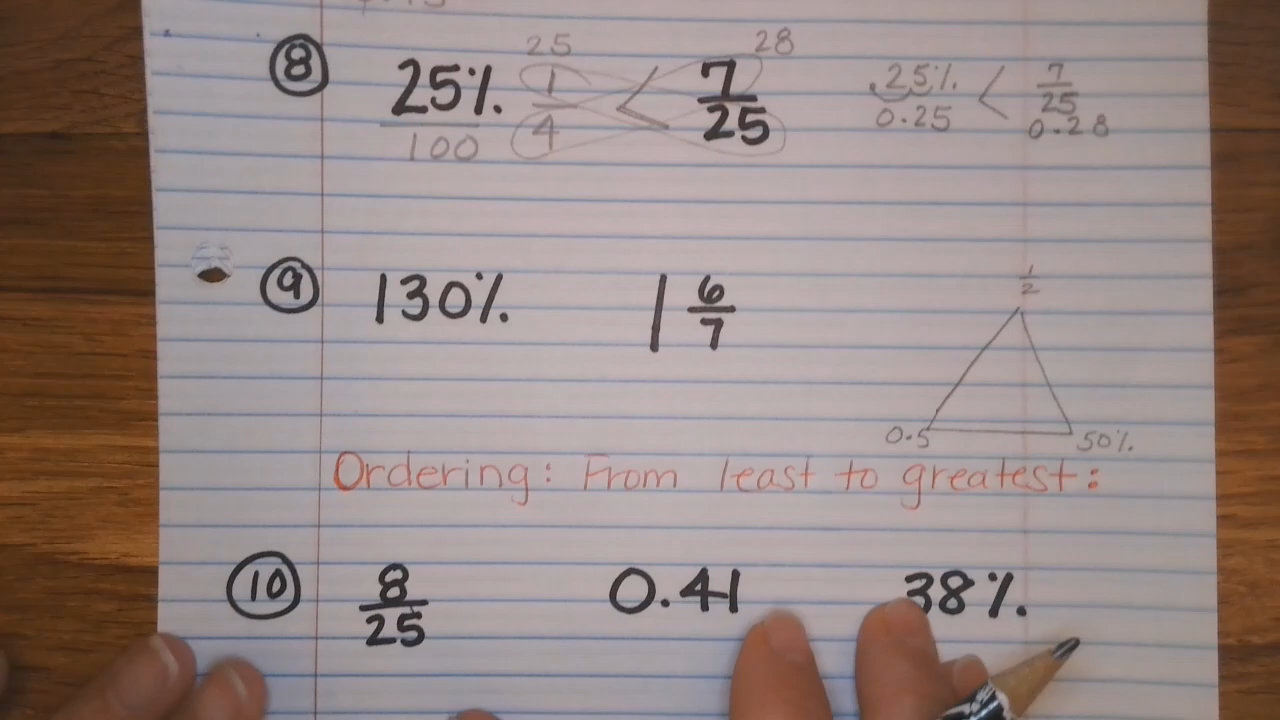 25 28
⑧ 25% 1/4 < 7/25 .25% < 7/25
100 0.25 0.28
⑨ 130% 1 6/7 1/2
0.5 50%
Ordering: From least to greatest:
⑩ 8/25 0.41 38%